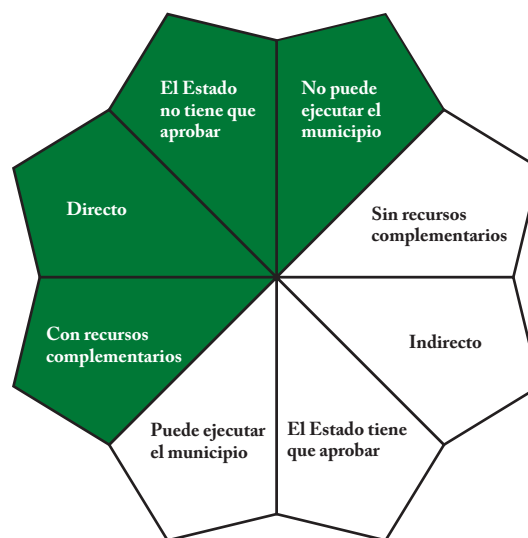 El Estado
no tiene que
aprobar
No puede
ejecutar el
municipio
Directo
Sin recursos
complementarios
Con recursos
complementarios
Indirecto
Puede ejecutar
el municipio
El Estado tiene
que aprobar